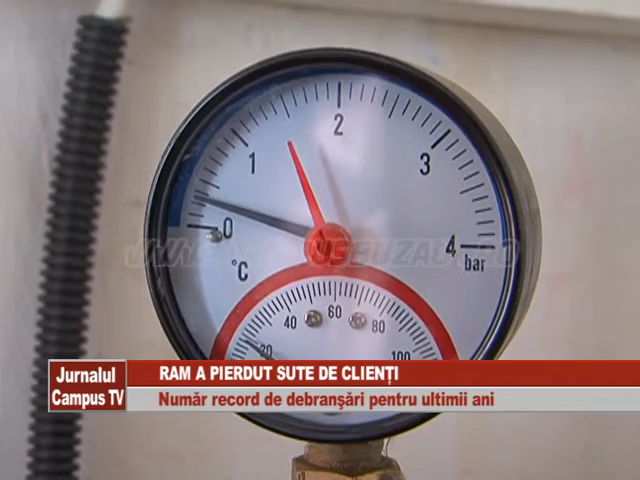 2
1
3
0
4
bar
°C
60
40
80
20
100
Jurnalul
Campus TV
RAM A PIERDUT SUTE DE CLIENȚI
Număr record de debranşări pentru ultimii ani